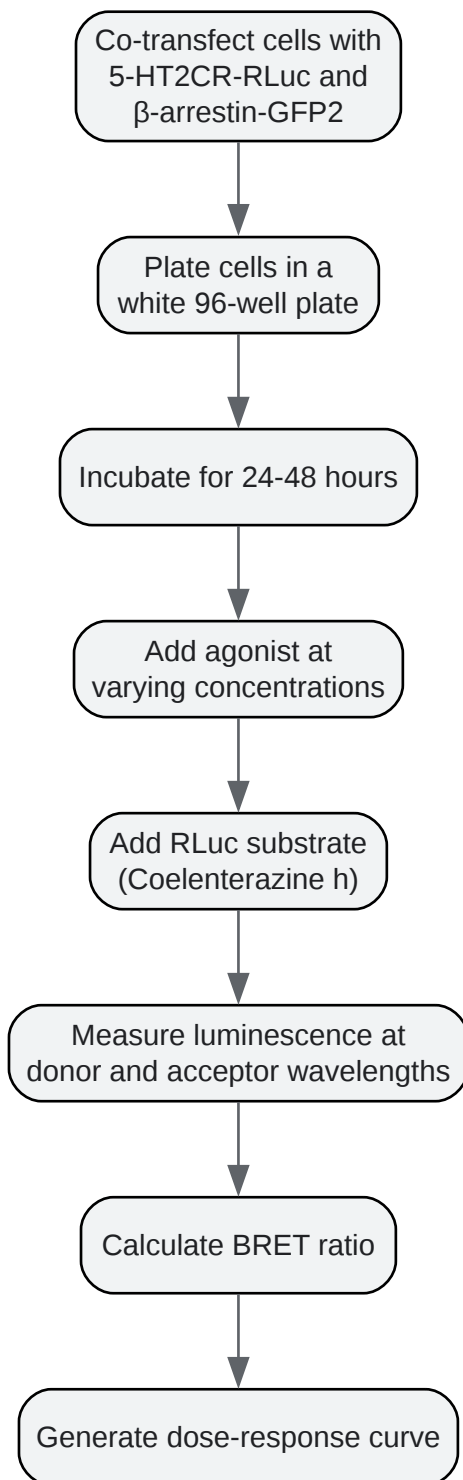 Co-transfect cells with
5-HT2CR-RLuc and
β-arrestin-GFP2
Plate cells in a
white 96-well plate
Incubate for 24-48 hours
Add agonist at
varying concentrations
Add RLuc substrate
(Coelenterazine h)
Measure luminescence at
donor and acceptor wavelengths
Calculate BRET ratio
Generate dose-response curve